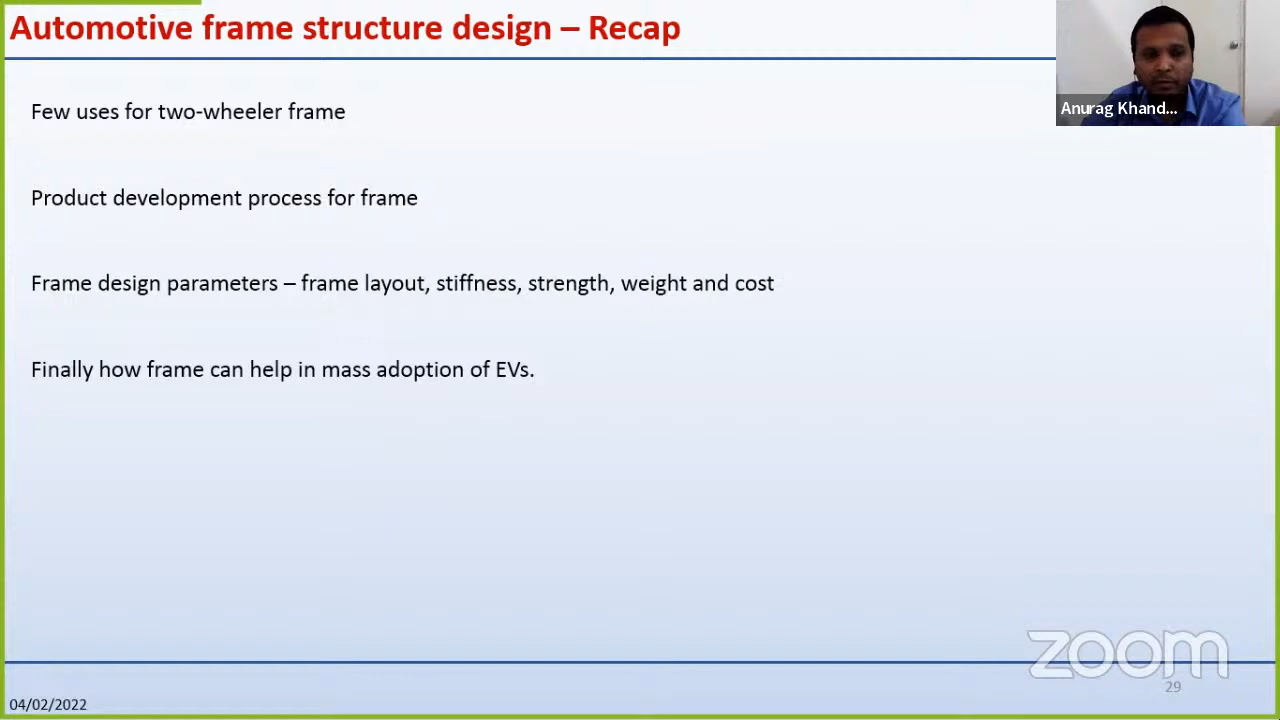 Automotive frame structure design – Recap
Anurag Khand...
Few uses for two-wheeler frame
Product development process for frame
Frame design parameters – frame layout, stiffness, strength, weight and cost
Finally how frame can help in mass adoption of EVs.
zoom
29
04/02/2022